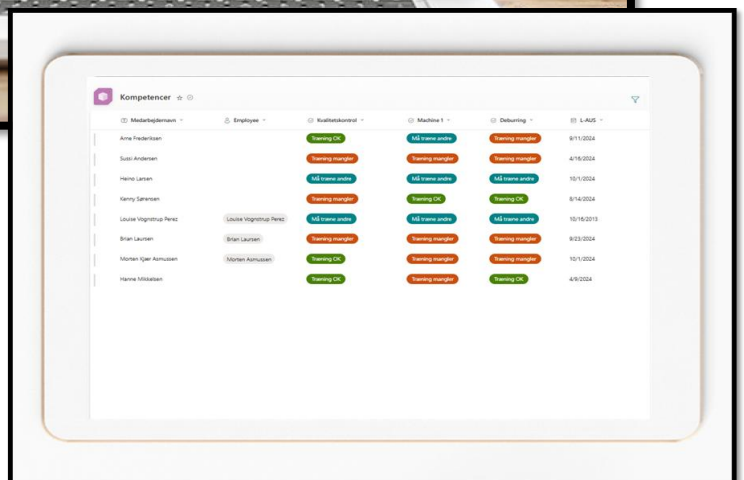 Kompetencer
Medarbejdernavn Employee Kvalitetskontrol Machine 1 Deburring L-AUS
Arne Frederiksen Træning OK Må træne andre Træning mangler 9/11/2024
Sussi Andersen Træning mangler Træning mangler Træning mangler 4/16/2024
Heino Larsen Må træne andre Må træne andre Må træne andre 10/1/2024
Kenny Sørensen Træning mangler Træning OK Træning OK 8/14/2024
Louise Vognstrup Perez Louise Vognstrup Perez Må træne andre Må træne andre Må træne andre 10/16/2013
Brian Laursen Brian Laursen Træning mangler Træning mangler Træning mangler 9/23/2024
Morten Kjær Asmussen Morten Asmussen Træning OK Træning mangler Træning mangler 10/1/2024
Hanne Mikkelsen Træning OK Træning mangler Træning OK 4/9/2024